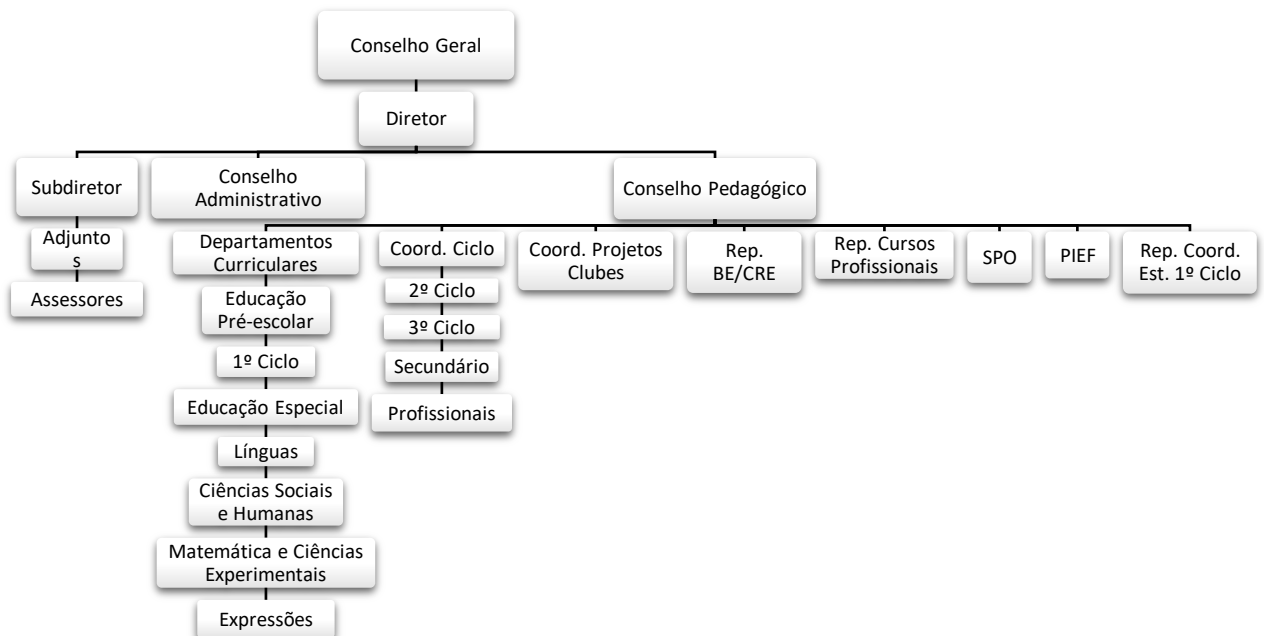 Conselho Geral
Diretor
Subdiretor
Conselho
Administrativo
Conselho Pedagógico
Adjunto
s
Assessores
Departamentos
Curriculares
Educação
Pré-escolar
1º Ciclo
Educação Especial
Línguas
Ciências Sociais
e Humanas
Matemática e Ciências
Experimentais
Expressões
Coord. Ciclo
2º Ciclo
3º Ciclo
Secundário
Profissionais
Coord. Projetos
Clubes
Rep.
BE/CRE
Rep. Cursos
Profissionais
SPO
PIEF
Rep. Coord.
Est. 1º Ciclo